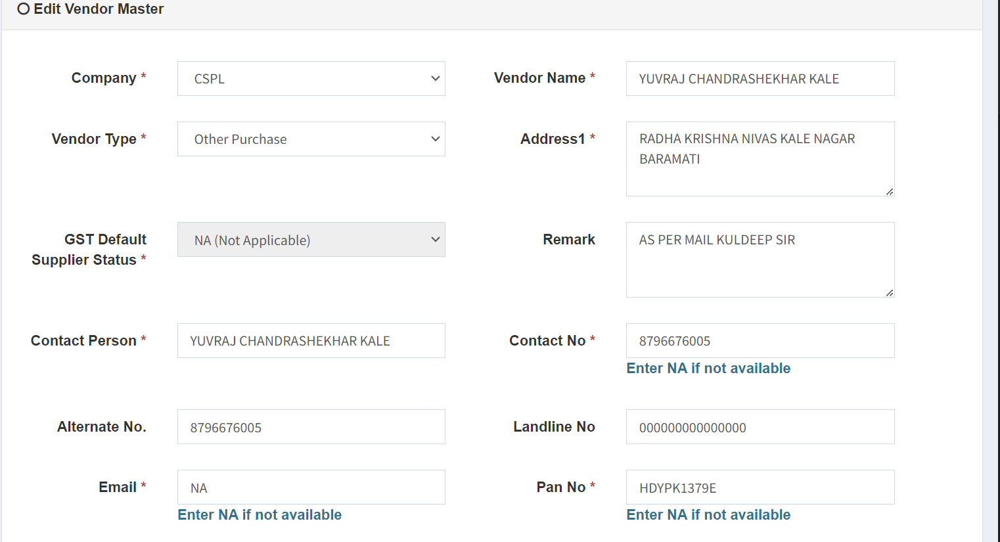 Edit Vendor Master
Company * CSPL
Vendor Name * YUVRAJ CHANDRASHEKHAR KALE
Vendor Type * Other Purchase
Address1 * RADHA KRISHNA NIVAS KALE NAGAR
BARAMATI
GST Default
Supplier Status * NA (Not Applicable)
Remark AS PER MAIL KULDEEP SIR
Contact Person * YUVRAJ CHANDRASHEKHAR KALE
Contact No * 8796676005
Enter NA if not available
Alternate No. 8796676005
Landline No 000000000000000
Email * NA
Enter NA if not available
Pan No * HDYPK1379E
Enter NA if not available